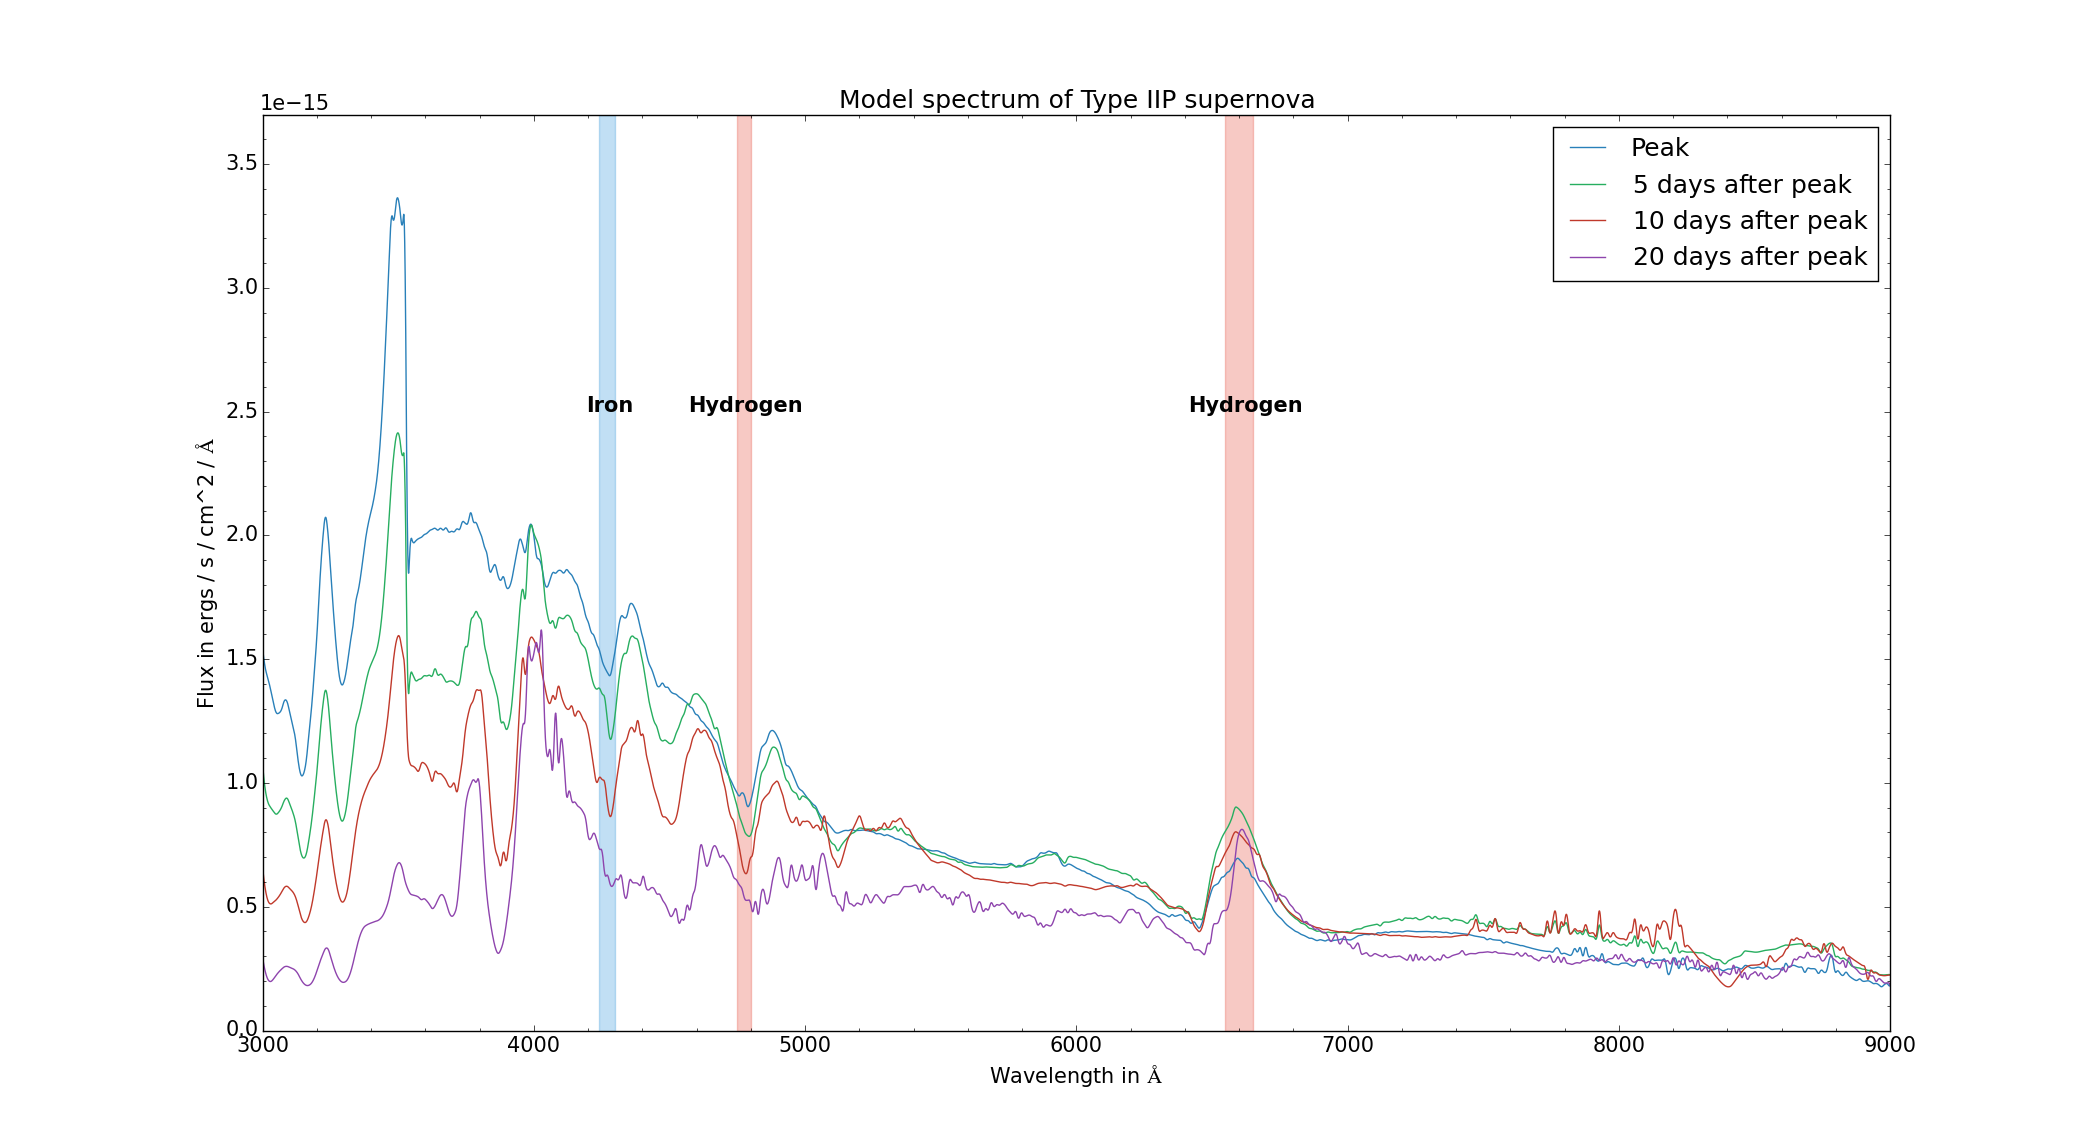 Model spectrum of Type IIP supernova
1e−15
3.5
3.0
2.5
2.0
1.5
1.0
0.5
0.0
Flux in ergs / s / cm^2 / Å
Peak
5 days after peak
10 days after peak
20 days after peak
Iron
Hydrogen
Hydrogen
3000 4000 5000 6000 7000 8000 9000
Wavelength in Å